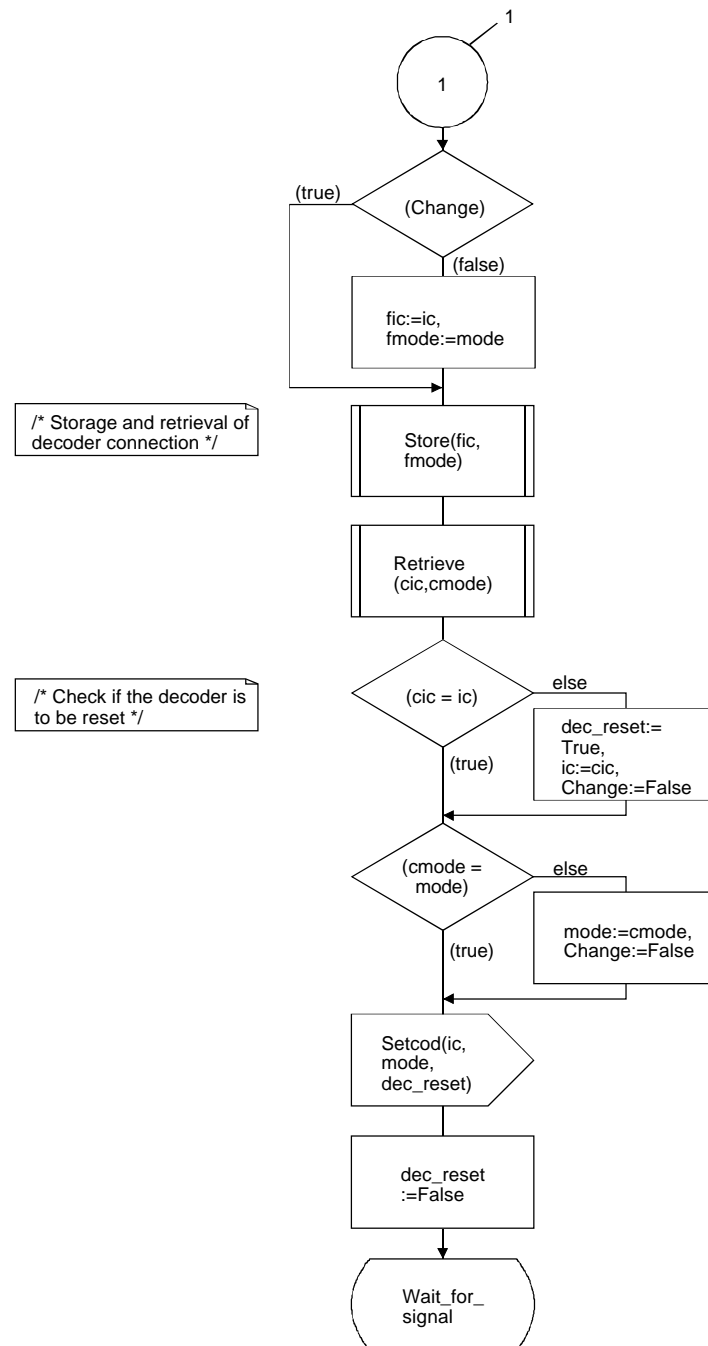 1
1
(true)
(Change)
(false)
fic:=ic,
fmode:=mode
/* Storage and retrieval of
decoder connection */
Store(fic,
fmode)
Retrieve
(cic,cmode)
/* Check if the decoder is
to be reset */
(cic = ic)
else
dec_reset:=
True,
ic:=cic,
Change:=False
(true)
(cmode =
mode)
else
mode:=cmode,
Change:=False
(true)
Setcod(ic,
mode,
dec_reset)
dec_reset
:=False
Wait_for_
signal